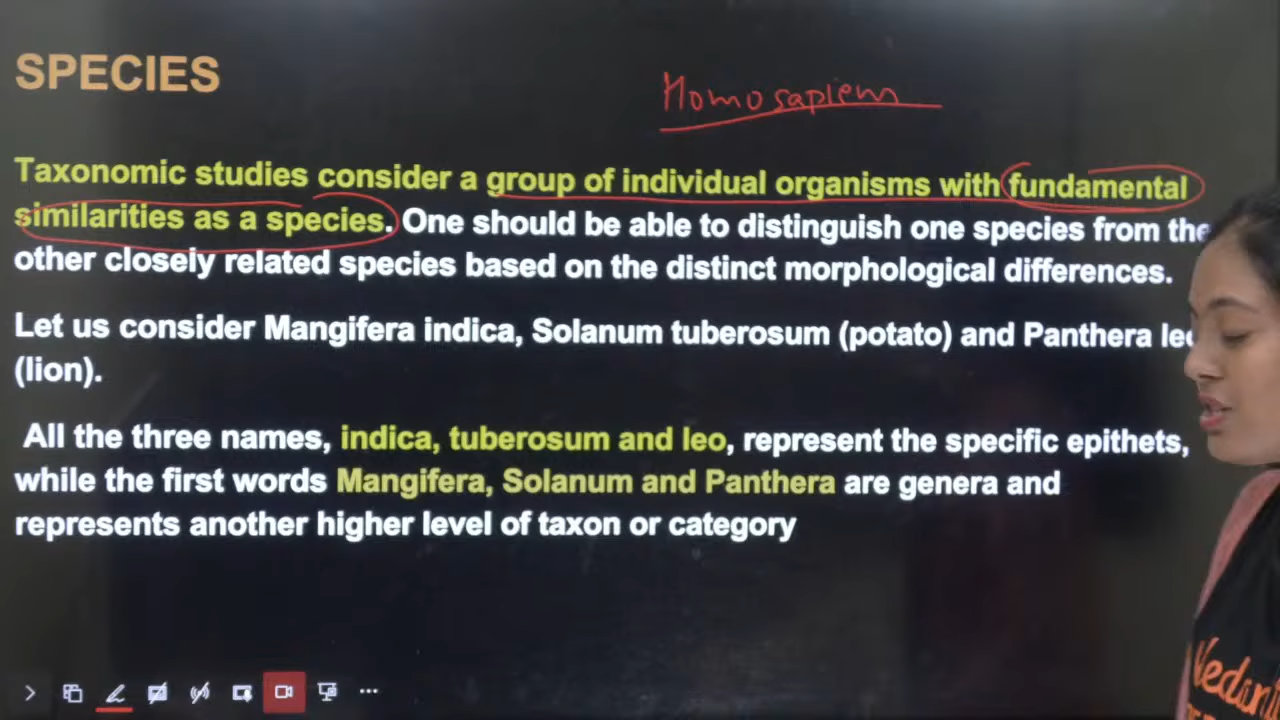 SPECIES
Homosapiem
Taxonomic studies consider a group of individual organisms with fundamental
similarities as a species. One should be able to distinguish one species from the
other closely related species based on the distinct morphological differences.
Let us consider Mangifera indica, Solanum tuberosum (potato) and Panthera leo
(lion).
All the three names, indica, tuberosum and leo, represent the specific epithets,
while the first words Mangifera, Solanum and Panthera are genera and
represents another higher level of taxon or category